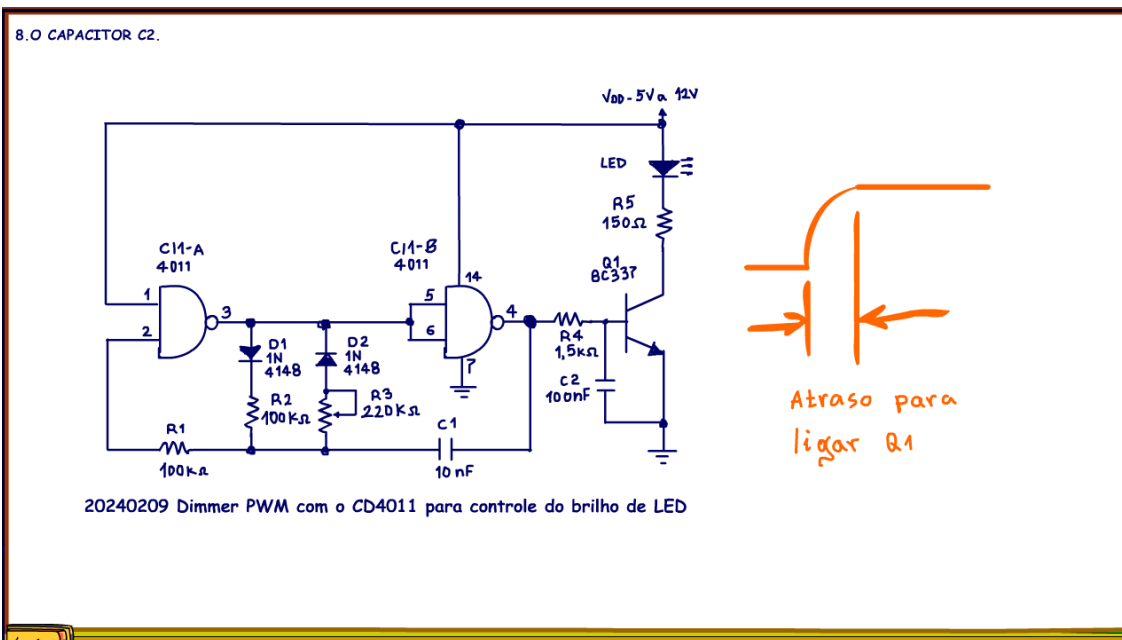 8.O CAPACITOR C2.
VDD - 5V a 12V
LED
R5
150Ω
CI1-A
4011
CI1-B
4011
Q1
BC337
14
1
2
3
5
6
4
7
D1
1N
4148
D2
1N
4148
R4
1,5KΩ
C2
100nF
R2
100KΩ
R3
220KΩ
R1
100KΩ
C1
10 nF
Atraso para
ligar Q1
20240209 Dimmer PWM com o CD4011 para controle do brilho de LED